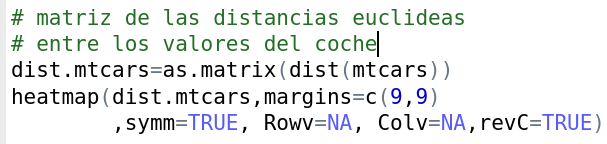 # matriz de las distancias euclideas
# entre los valores del coche
dist.mtcars=as.matrix(dist(mtcars))
heatmap(dist.mtcars,margins=c(9,9)
,symm=TRUE, Rowv=NA, Colv=NA,revC=TRUE)